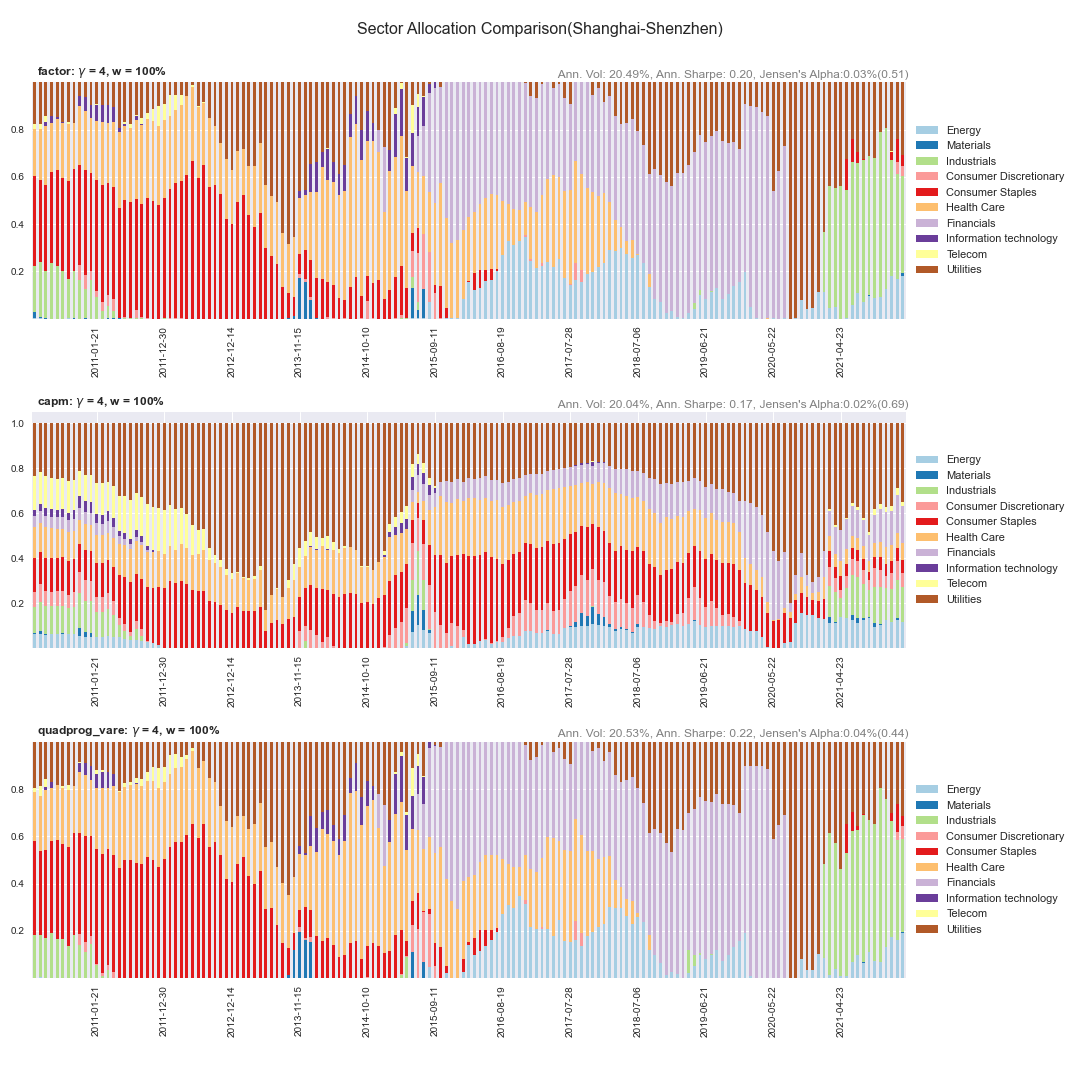 Sector Allocation Comparison(Shanghai-Shenzhen)
factor: γ = 4, w = 100%
Ann. Vol: 20.49%, Ann. Sharpe: 0.20, Jensen's Alpha:0.03%(0.51)
0.8
0.6
0.4
0.2
2011-01-21
2011-12-30
2012-12-14
2013-11-15
2014-10-10
2015-09-11
2016-08-19
2017-07-28
2018-07-06
2019-06-21
2020-05-22
2021-04-23
Energy
Materials
Industrials
Consumer Discretionary
Consumer Staples
Health Care
Financials
Information technology
Telecom
Utilities
capm: γ = 4, w = 100%
Ann. Vol: 20.04%, Ann. Sharpe: 0.17, Jensen's Alpha:0.02%(0.69)
1.0
0.8
0.6
0.4
0.2
2011-01-21
2011-12-30
2012-12-14
2013-11-15
2014-10-10
2015-09-11
2016-08-19
2017-07-28
2018-07-06
2019-06-21
2020-05-22
2021-04-23
Energy
Materials
Industrials
Consumer Discretionary
Consumer Staples
Health Care
Financials
Information technology
Telecom
Utilities
quadprog_vare: γ = 4, w = 100%
Ann. Vol: 20.53%, Ann. Sharpe: 0.22, Jensen's Alpha:0.04%(0.44)
0.8
0.6
0.4
0.2
2011-01-21
2011-12-30
2012-12-14
2013-11-15
2014-10-10
2015-09-11
2016-08-19
2017-07-28
2018-07-06
2019-06-21
2020-05-22
2021-04-23
Energy
Materials
Industrials
Consumer Discretionary
Consumer Staples
Health Care
Financials
Information technology
Telecom
Utilities